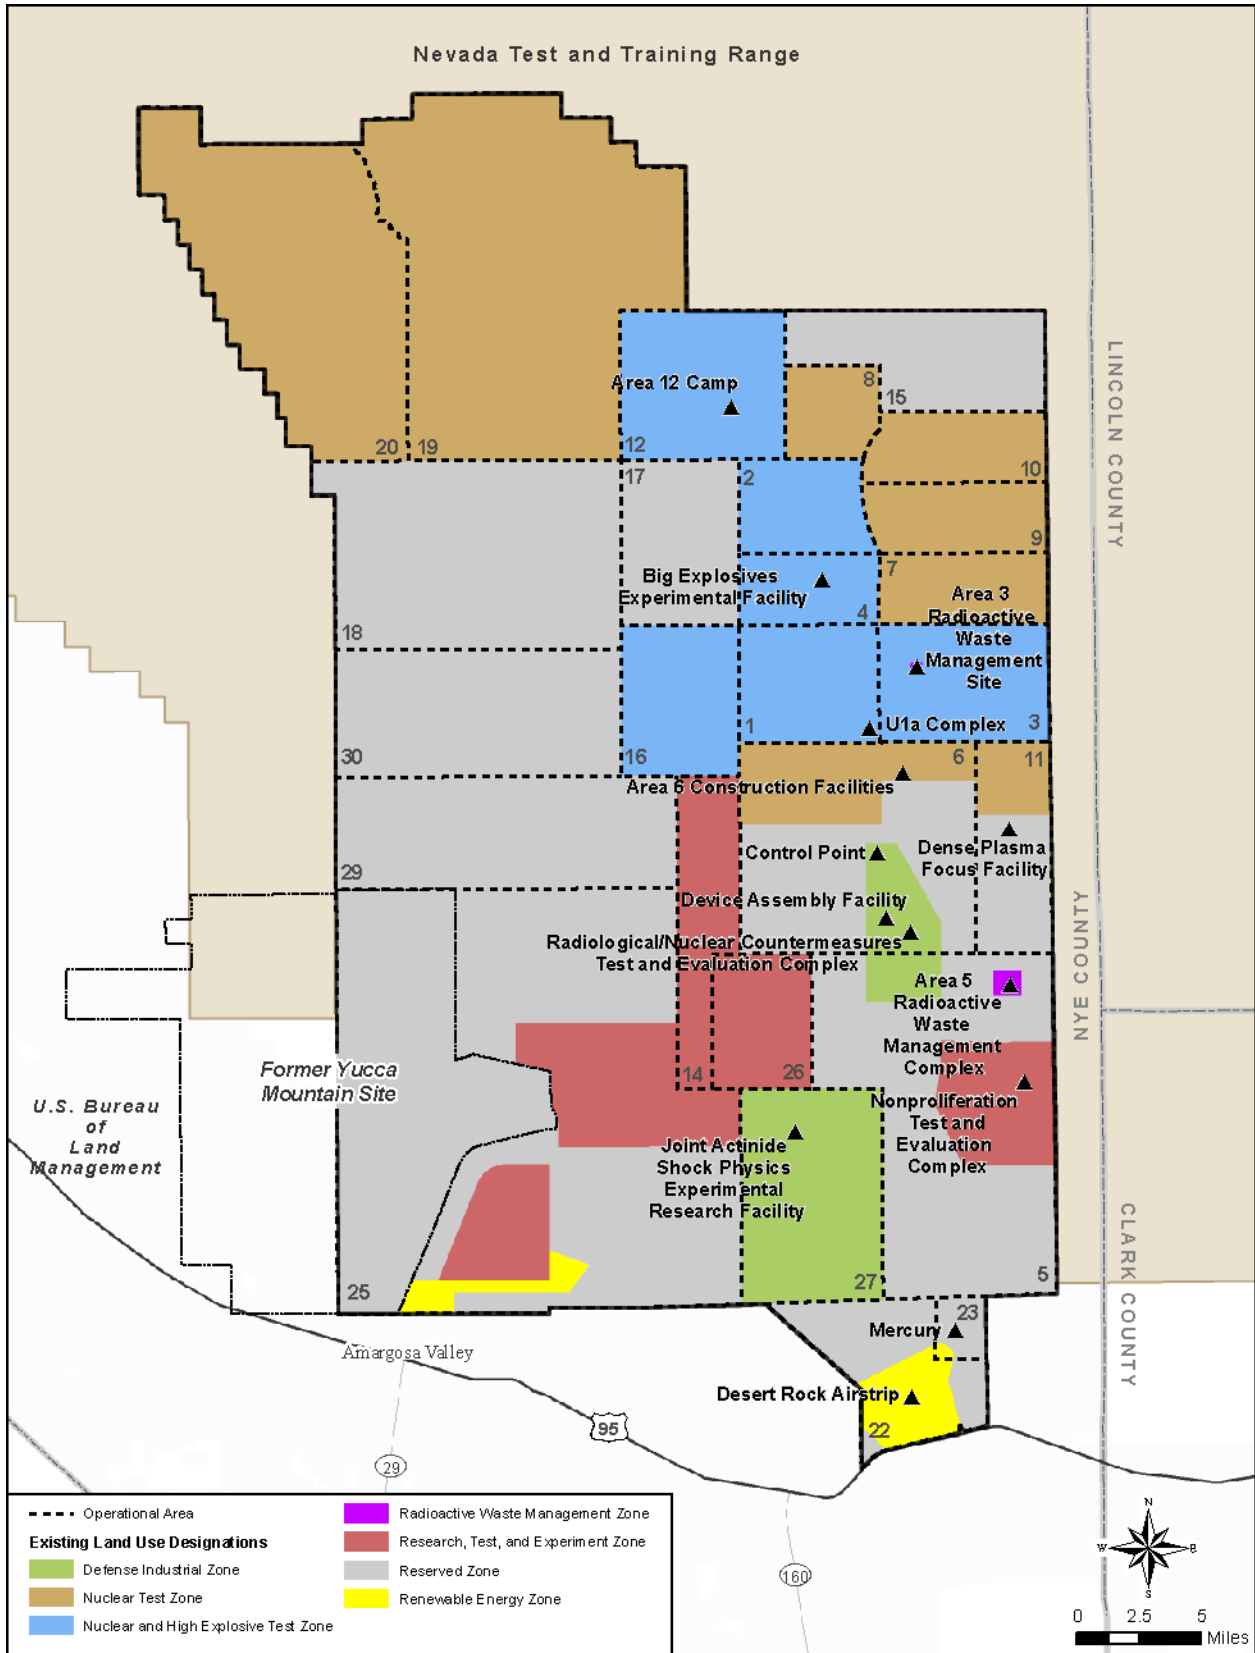 Nevada Test and Training Range
LINCOLN COUNTY
Area 12 Camp
8
15
20
19
12
17
2
10
9
7
Big Explosives
Experimental Facility
4
Area 3
Radioactive
Waste
Management
Site
18
U1a Complex
1
3
30
16
6
11
Area 6 Construction Facilities
Control Point
Dense Plasma
Focus Facility
29
Device Assembly Facility
NYE COUNTY
Radiological/Nuclear Countermeasures
Test and Evaluation Complex
Area 5
Radioactive
Waste
Management
Complex
Former Yucca
Mountain Site
14
26
U.S. Bureau
of
Land
Management
Nonproliferation
Test and
Evaluation
Complex
Joint Actinide
Shock Physics
Experimental
Research Facility
CLARK COUNTY
25
27
5
23
Mercury
Amargosa Valley
Desert Rock Airstrip
22
95
29
160
Operational Area
Existing Land Use Designations
Defense Industrial Zone
Nuclear Test Zone
Nuclear and High Explosive Test Zone
Radioactive Waste Management Zone
Research, Test, and Experiment Zone
Reserved Zone
Renewable Energy Zone
N
W
E
S
0 2.5 5
Miles